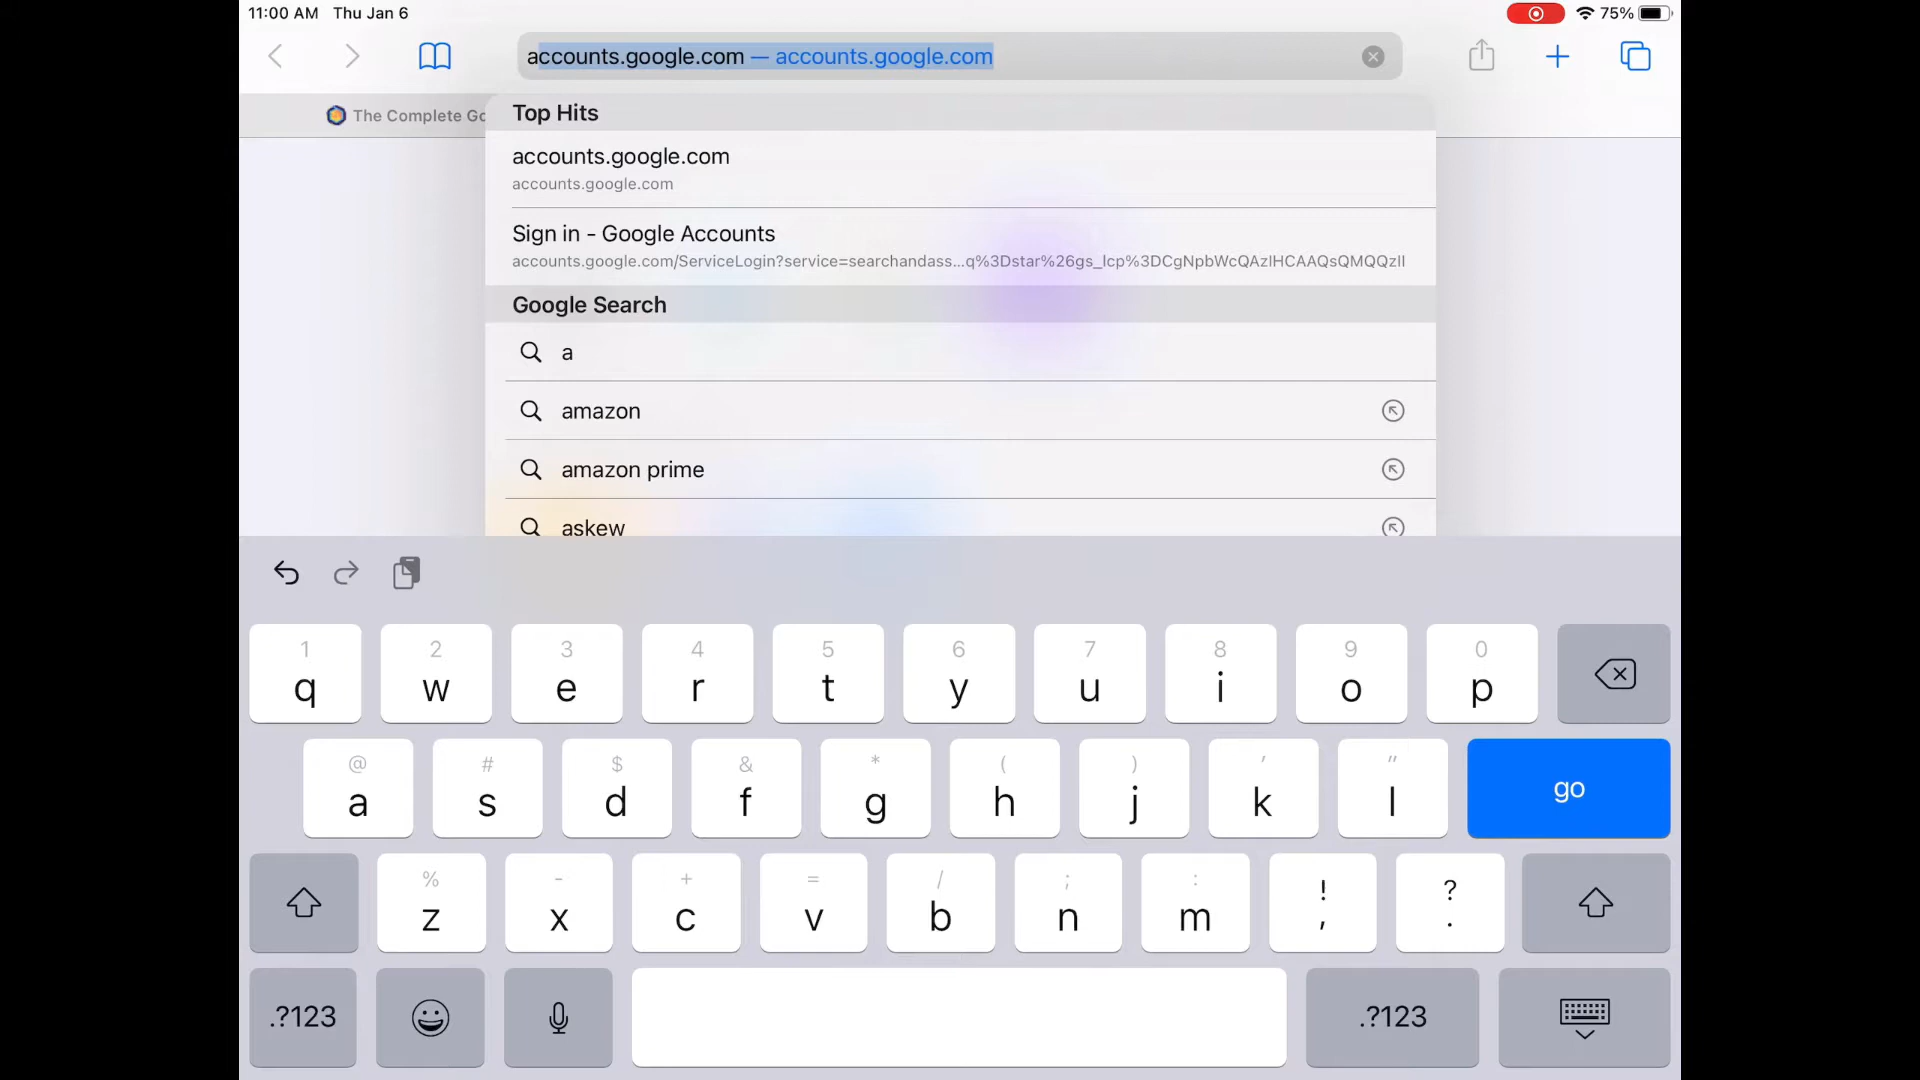 11:00 AM Thu Jan 6
75%
accounts.google.com — accounts.google.com
The Complete Go
Top Hits
accounts.google.com
accounts.google.com
Sign in - Google Accounts
accounts.google.com/ServiceLogin?service=searchandass...q%3Dstar%26gs_lcp%3DCgNpbWcQAzIHCAAQsQMQQzII
Google Search
a
amazon
amazon prime
askew
1 2 3 4 5 6 7 8 9 0
q w e r t y u i o p
@ # $ & * ( ) ' "
a s d f g h j k l go
% - + = / ; : ! ?
z x c v b n m , .
.?123 .?123